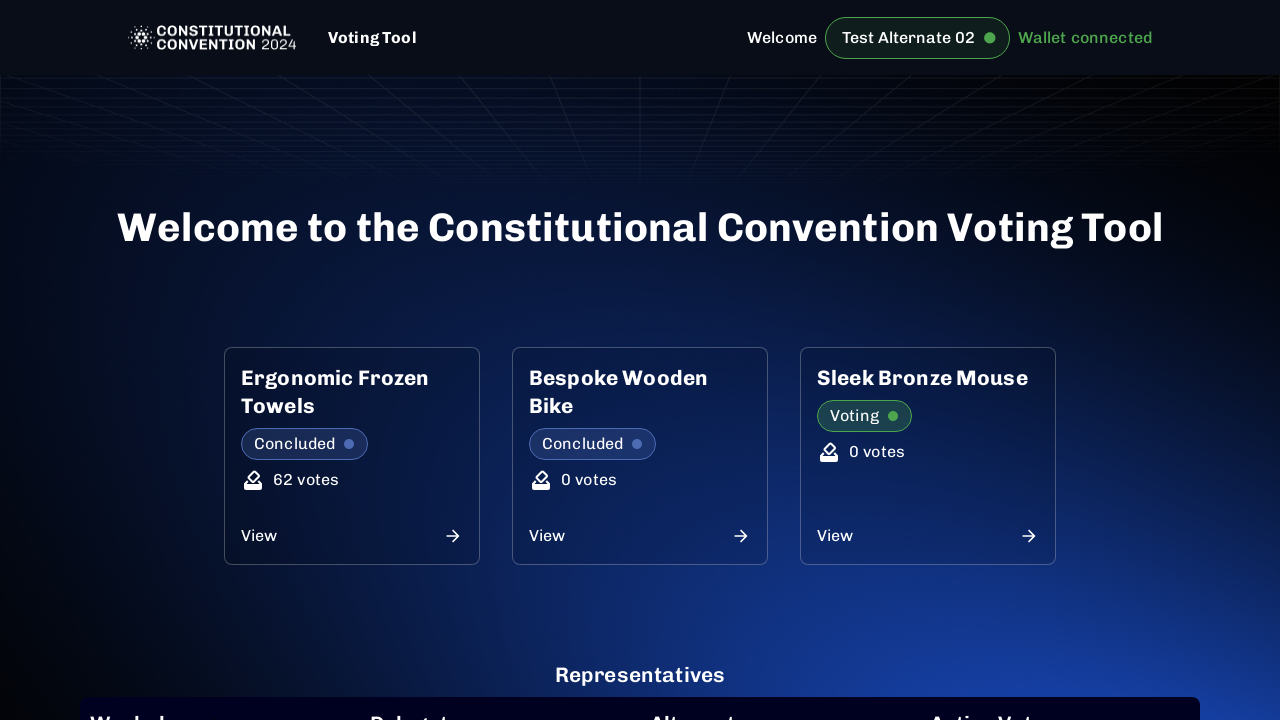 CONSTITUTIONAL
CONVENTION 2024
Voting Tool
Welcome
Test Alternate 02
Wallet connected
Welcome to the Constitutional Convention Voting Tool
Ergonomic Frozen
Towels
Concluded
62 votes
View
Bespoke Wooden
Bike
Concluded
0 votes
View
Sleek Bronze Mouse
Voting
0 votes
View
Representatives